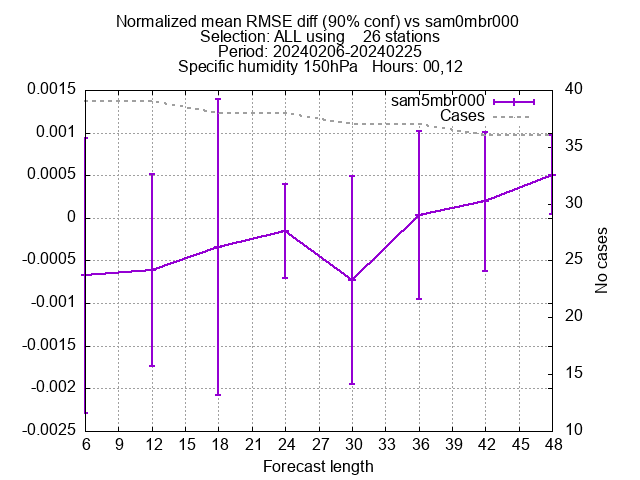 Normalized mean RMSE diff (90% conf) vs sam0mbr000
Selection: ALL using    26 stations
Period: 20240206-20240225
Specific humidity 150hPa   Hours: 00,12
sam5mbr000
Cases
0.0015
0.001
0.0005
0
-0.0005
-0.001
-0.0015
-0.002
-0.0025
40
35
30
25
20
15
10
No cases
6 9 12 15 18 21 24 27 30 33 36 39 42 45 48
Forecast length